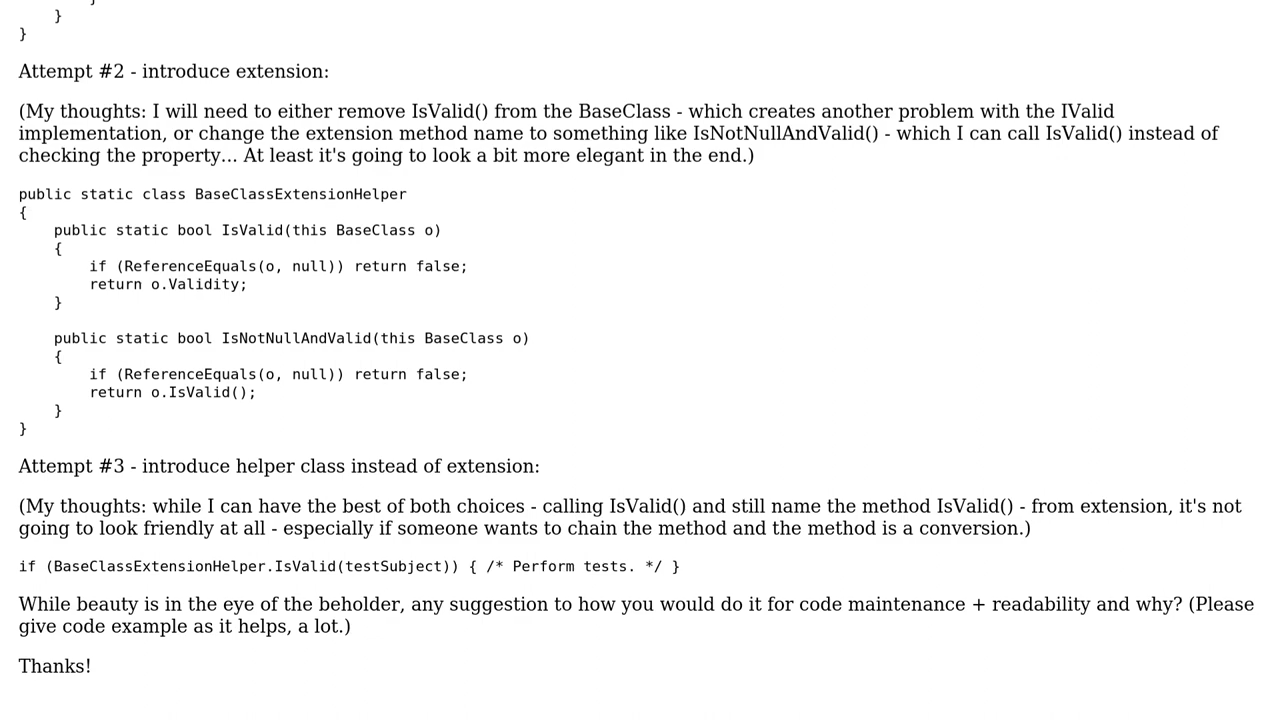 }
}
Attempt #2 - introduce extension:
(My thoughts: I will need to either remove IsValid() from the BaseClass - which creates another problem with the IValid
implementation, or change the extension method name to something like IsNotNullAndValid() - which I can call IsValid() instead of
checking the property... At least it's going to look a bit more elegant in the end.)
public static class BaseClassExtensionHelper
{
    public static bool IsValid(this BaseClass o)
    {
        if (ReferenceEquals(o, null)) return false;
        return o.Validity;
    }
    public static bool IsNotNullAndValid(this BaseClass o)
    {
        if (ReferenceEquals(o, null)) return false;
        return o.IsValid();
    }
}
Attempt #3 - introduce helper class instead of extension:
(My thoughts: while I can have the best of both choices - calling IsValid() and still name the method IsValid() - from extension, it's not
going to look friendly at all - especially if someone wants to chain the method and the method is a conversion.)
if (BaseClassExtensionHelper.IsValid(testSubject)) { /* Perform tests. */ }
While beauty is in the eye of the beholder, any suggestion to how you would do it for code maintenance + readability and why? (Please
give code example as it helps, a lot.)
Thanks!